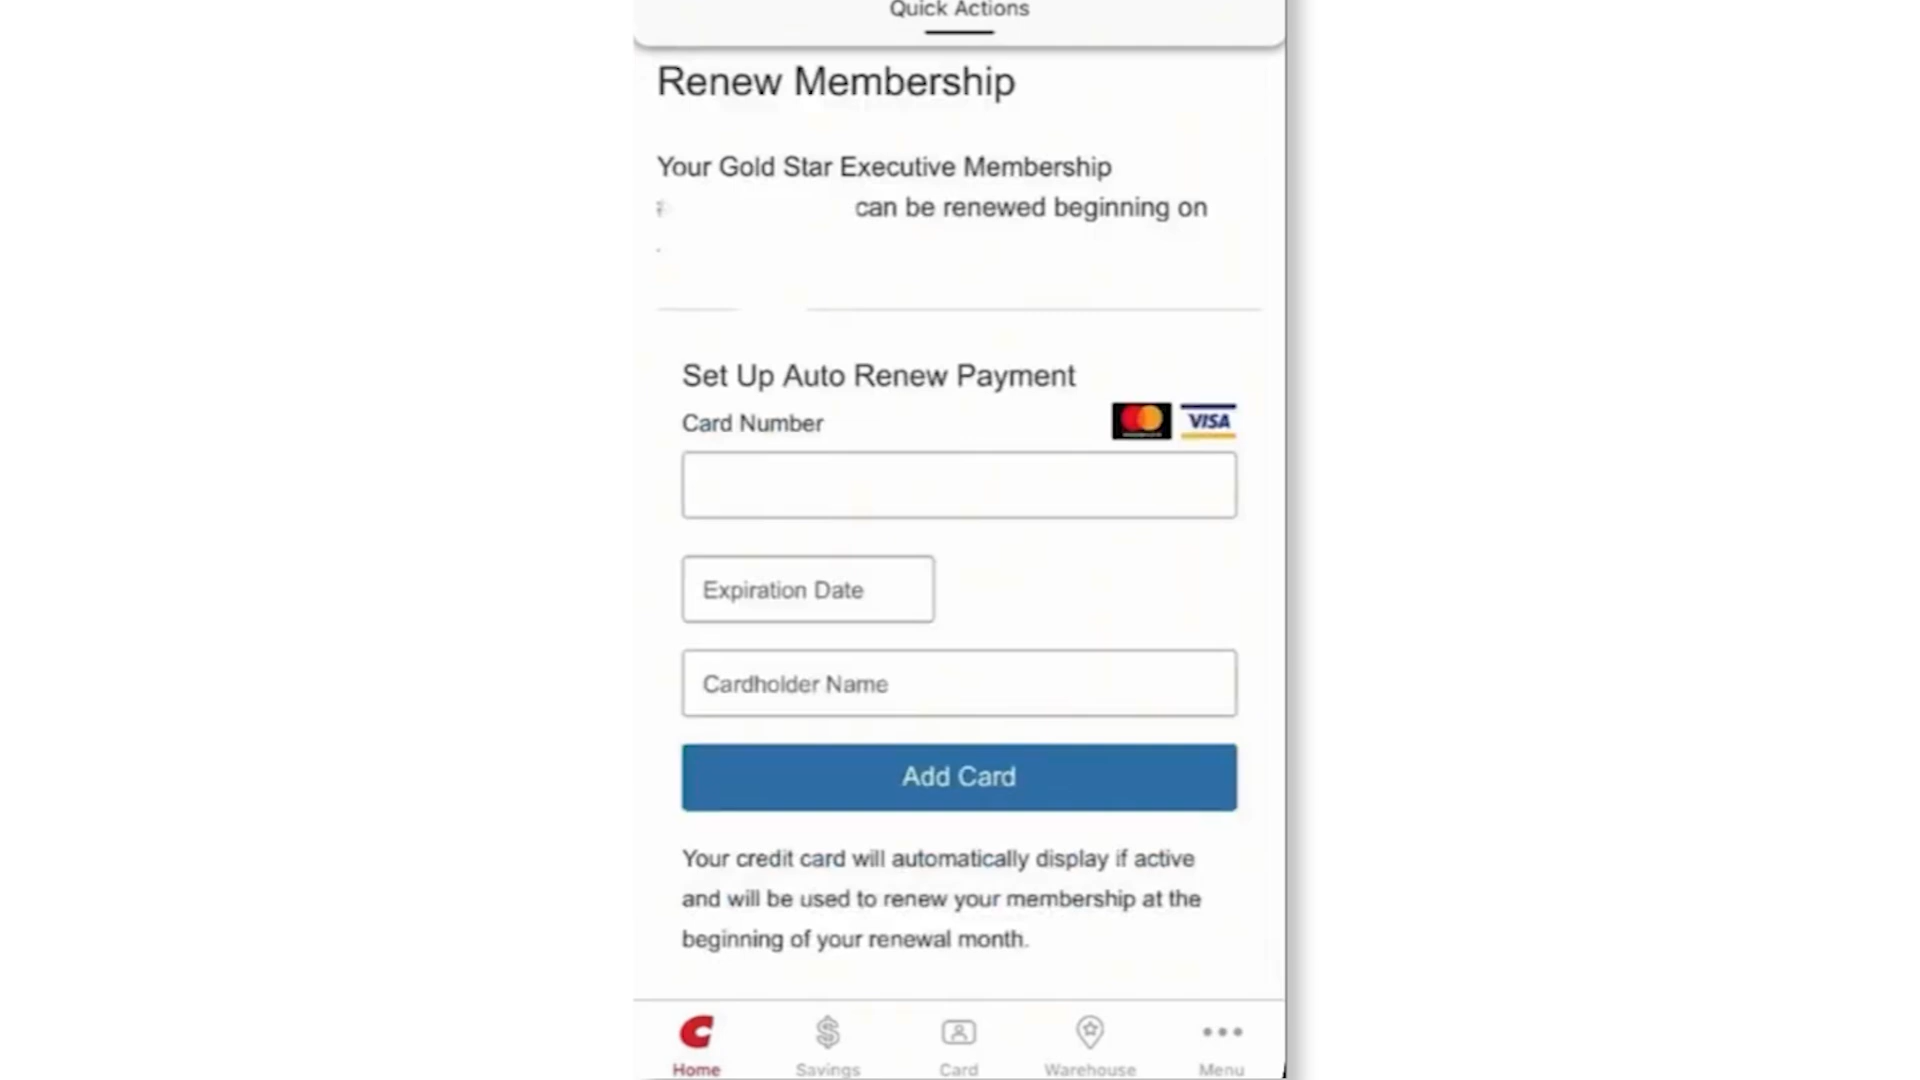 Quick Actions
Renew Membership
Your Gold Star Executive Membership
can be renewed beginning on
Set Up Auto Renew Payment
Card Number
VISA
Expiration Date
Cardholder Name
Add Card
Your credit card will automatically display if active
and will be used to renew your membership at the
beginning of your renewal month.
Home Savings Card Warehouse Menu